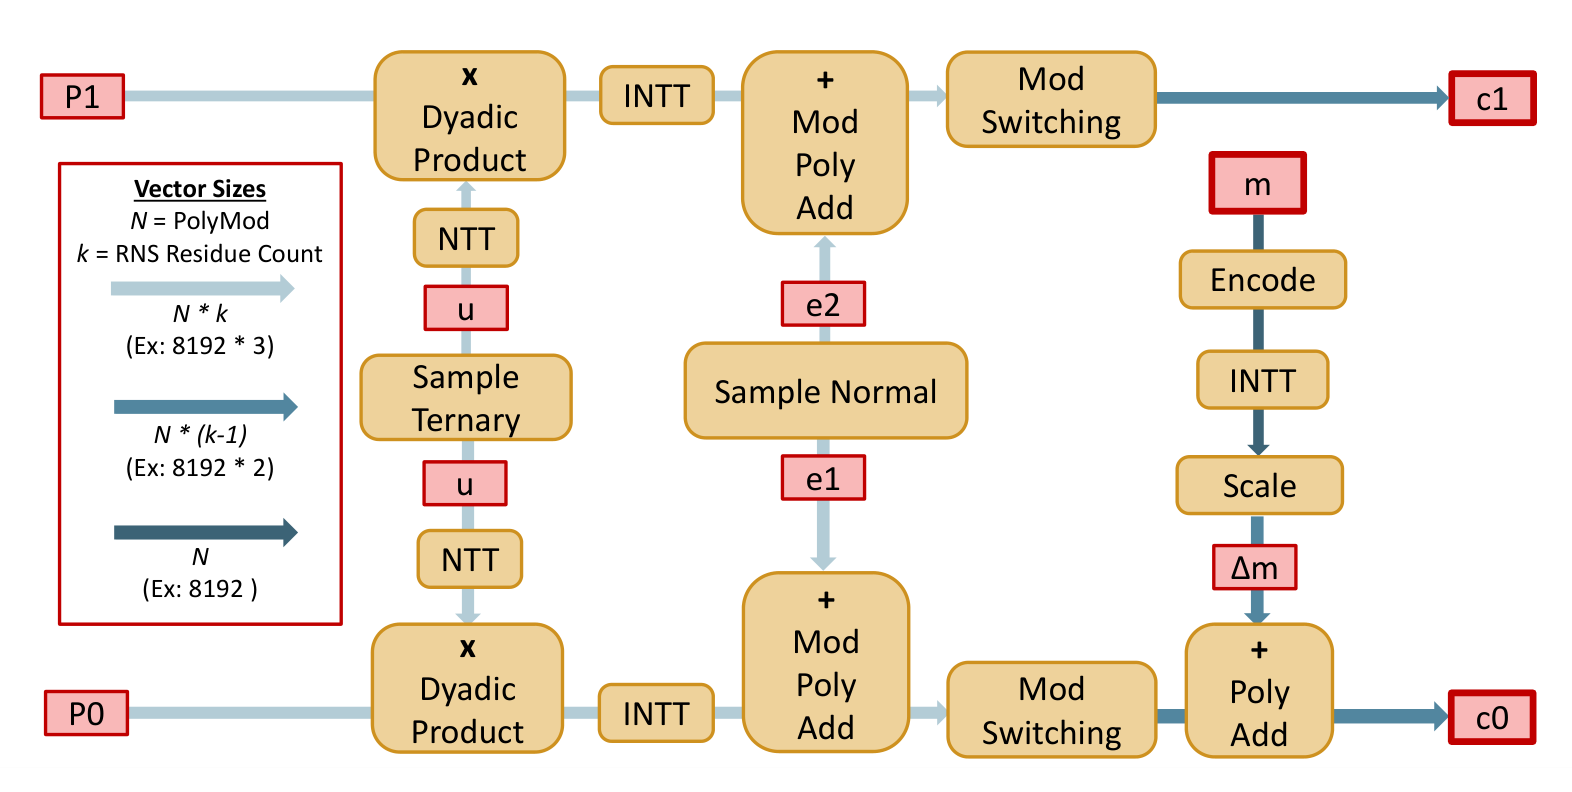 P1
x
Dyadic
Product
INTT
+
Mod
Poly
Add
Mod
Switching
c1
Vector Sizes
N = PolyMod
k = RNS Residue Count
N * k
(Ex: 8192 * 3)
N * (k-1)
(Ex: 8192 * 2)
N
(Ex: 8192 )
NTT
u
Sample
Ternary
u
NTT
e2
Sample Normal
e1
m
Encode
INTT
Scale
Δm
P0
x
Dyadic
Product
INTT
+
Mod
Poly
Add
Mod
Switching
+
Poly
Add
c0